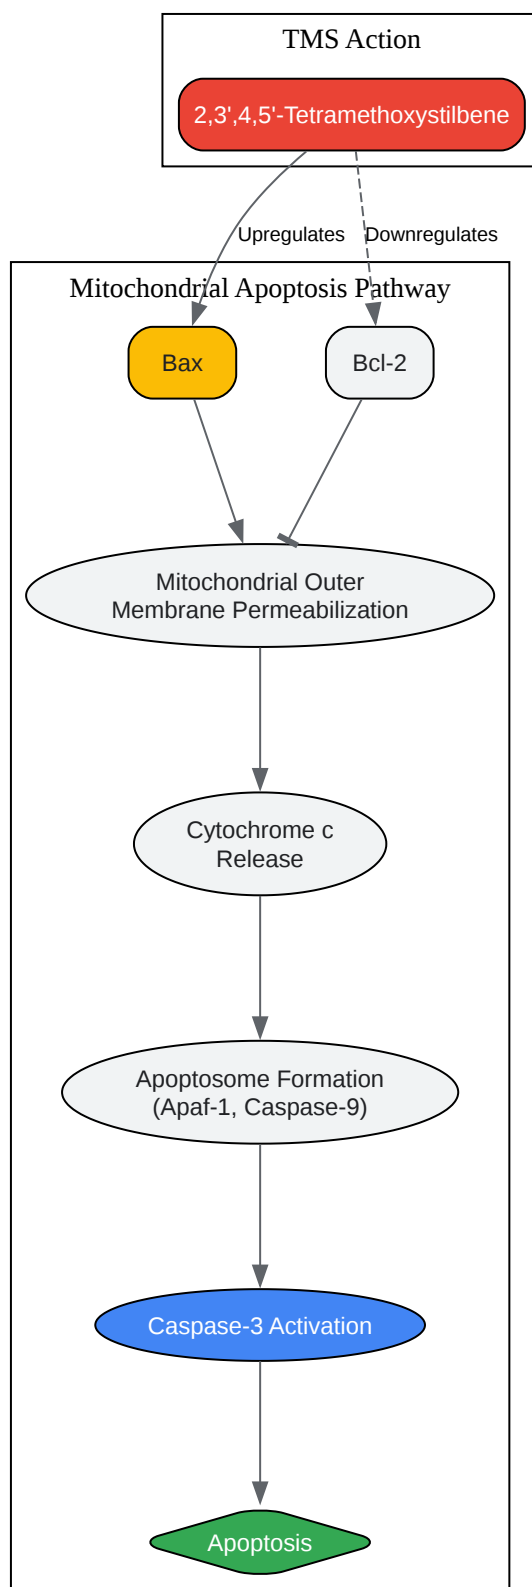 TMS Action
2,3',4,5'-Tetramethoxystilbene
Upregulates
Downregulates
Mitochondrial Apoptosis Pathway
Bax
Bcl-2
Mitochondrial Outer
Membrane Permeabilization
Cytochrome c
Release
Apoptosome Formation
(Apaf-1, Caspase-9)
Caspase-3 Activation
Apoptosis